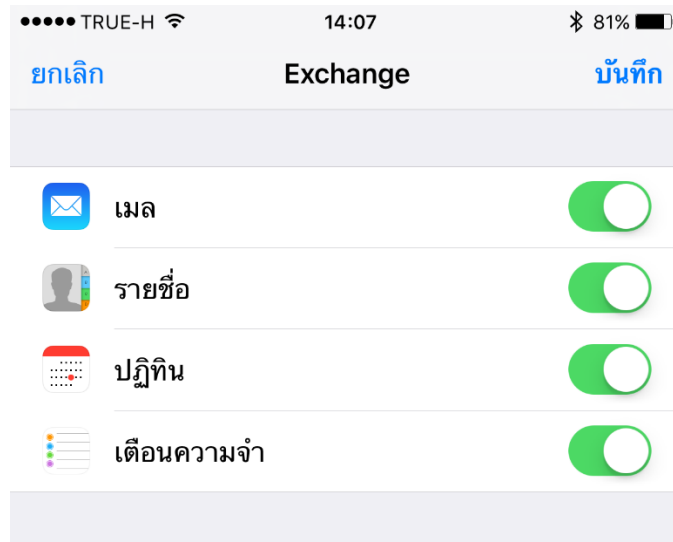 TRUE-H 14:07 81%
ยกเลิก Exchange บันทึก
เมล
รายชื่อ
ปฏิทิน
เตือนความจำ